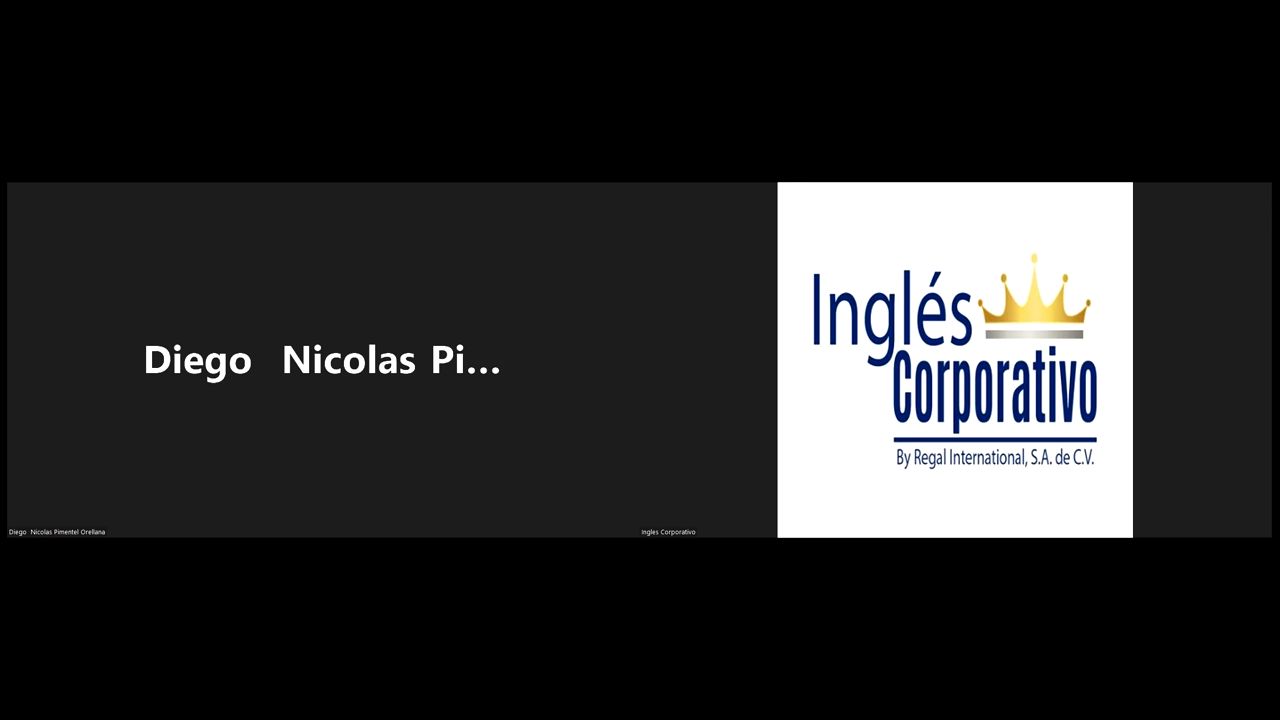 Diego Nicolas Pi...
Inglés
Corporativo
By Regal International, S.A. de C.V.
Diego Nicolas Pimentel Orellana
Ingles Corporativo